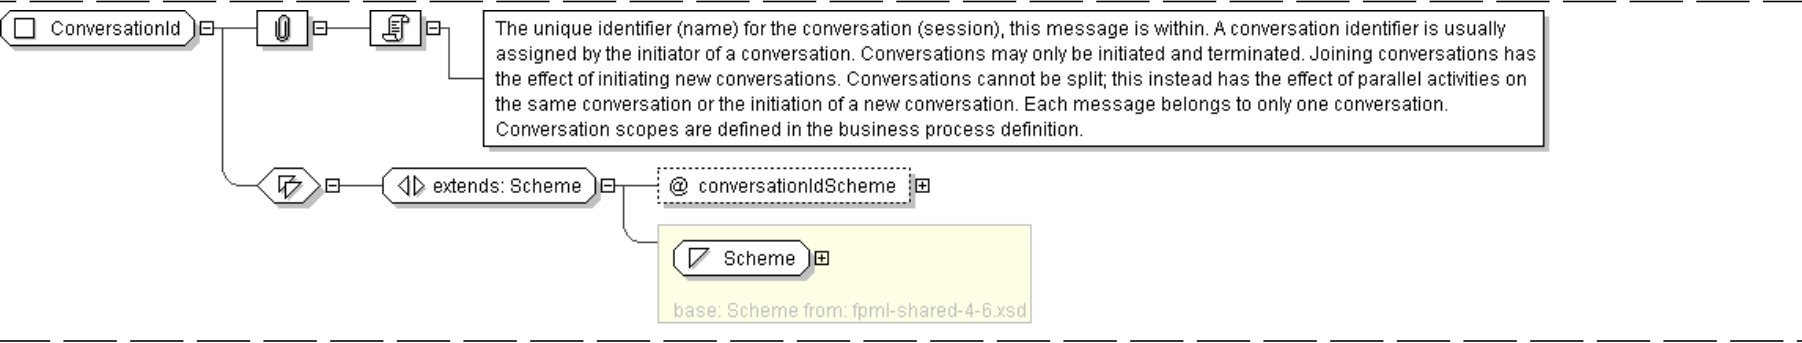 ConversationId
The unique identifier (name) for the conversation (session), this message is within. A conversation identifier is usually
assigned by the initiator of a conversation. Conversations may only be initiated and terminated. Joining conversations has
the effect of initiating new conversations. Conversations cannot be split; this instead has the effect of parallel activities on
the same conversation or the initiation of a new conversation. Each message belongs to only one conversation.
Conversation scopes are defined in the business process definition.
extends: Scheme
@ conversationIdScheme
Scheme
base: Scheme from: fpml-shared-4-6.xsd